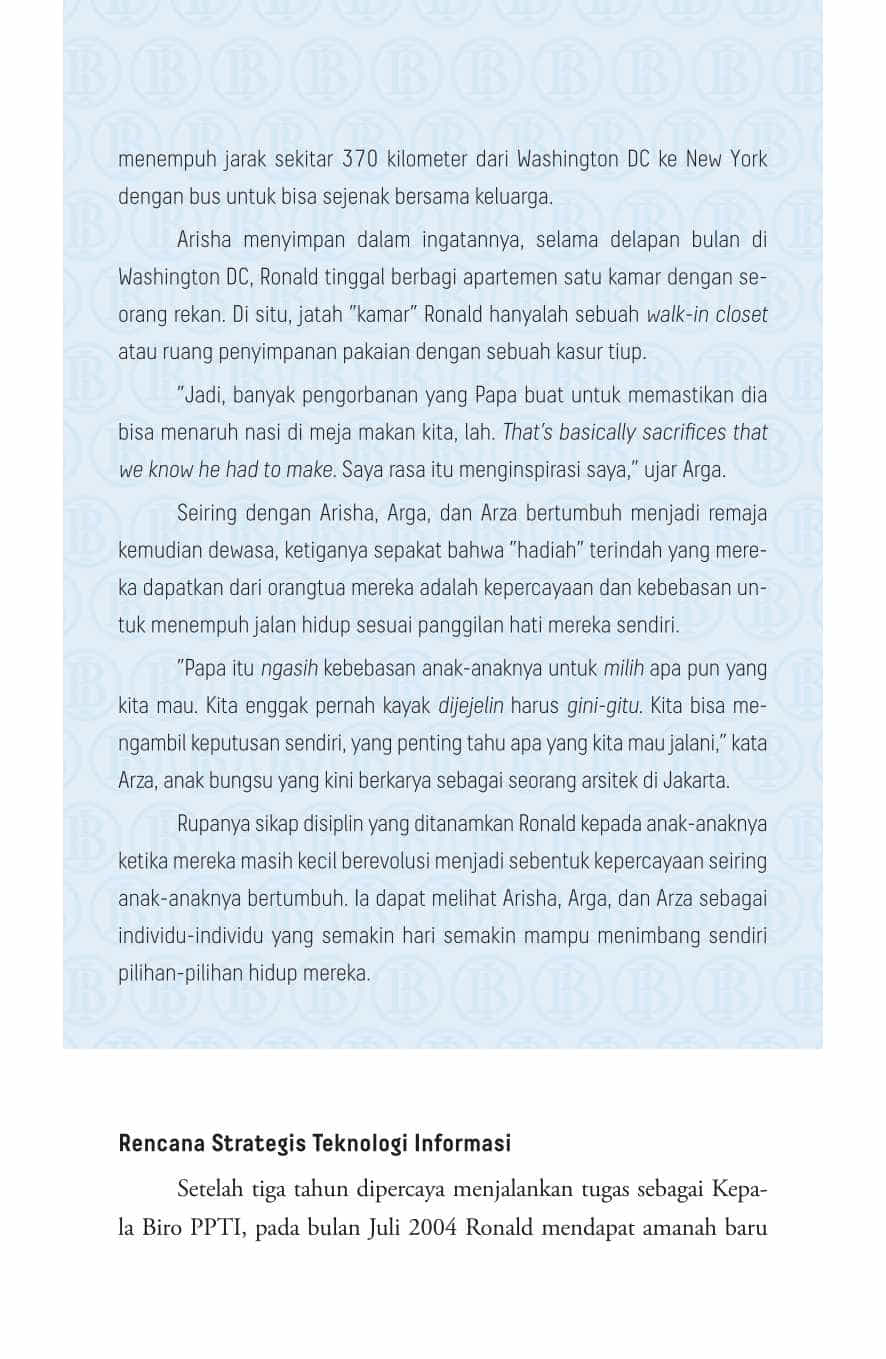 menempuh jarak sekitar 370 kilometer dari Washington DC ke New York
dengan bus untuk bisa sejenak bersama keluarga.
Arisha menyimpan dalam ingatannya, selama delapan bulan di
Washington DC, Ronald tinggal berbagi apartemen satu kamar dengan se-
orang rekan. Di situ, jatah "kamar" Ronald hanyalah sebuah walk-in closet
atau ruang penyimpanan pakaian dengan sebuah kasur tiup.
"Jadi, banyak pengorbanan yang Papa buat untuk memastikan dia
bisa menaruh nasi di meja makan kita, lah. That's basically sacrifices that
we know he had to make. Saya rasa itu menginspirasi saya," ujar Arga.
Seiring dengan Arisha, Arga, dan Arza bertumbuh menjadi remaja
kemudian dewasa, ketiganya sepakat bahwa "hadiah" terindah yang mere-
ka dapatkan dari orangtua mereka adalah kepercayaan dan kebebasan un-
tuk menempuh jalan hidup sesuai panggilan hati mereka sendiri.
"Papa itu ngasih kebebasan anak-anaknya untuk milih apa pun yang
kita mau. Kita enggak pernah kayak dijejelin harus gini-gitu. Kita bisa me-
ngambil keputusan sendiri, yang penting tahu apa yang kita mau jalani," kata
Arza, anak bungsu yang kini berkarya sebagai seorang arsitek di Jakarta.
Rupanya sikap disiplin yang ditanamkan Ronald kepada anak-anaknya
ketika mereka masih kecil berevolusi menjadi sebentuk kepercayaan seiring
anak-anaknya bertumbuh. Ia dapat melihat Arisha, Arga, dan Arza sebagai
individu-individu yang semakin hari semakin mampu menimbang sendiri
pilihan-pilihan hidup mereka.
Rencana Strategis Teknologi Informasi
Setelah tiga tahun dipercaya menjalankan tugas sebagai Kepa-
la Biro PPTI, pada bulan Juli 2004 Ronald mendapat amanah baru